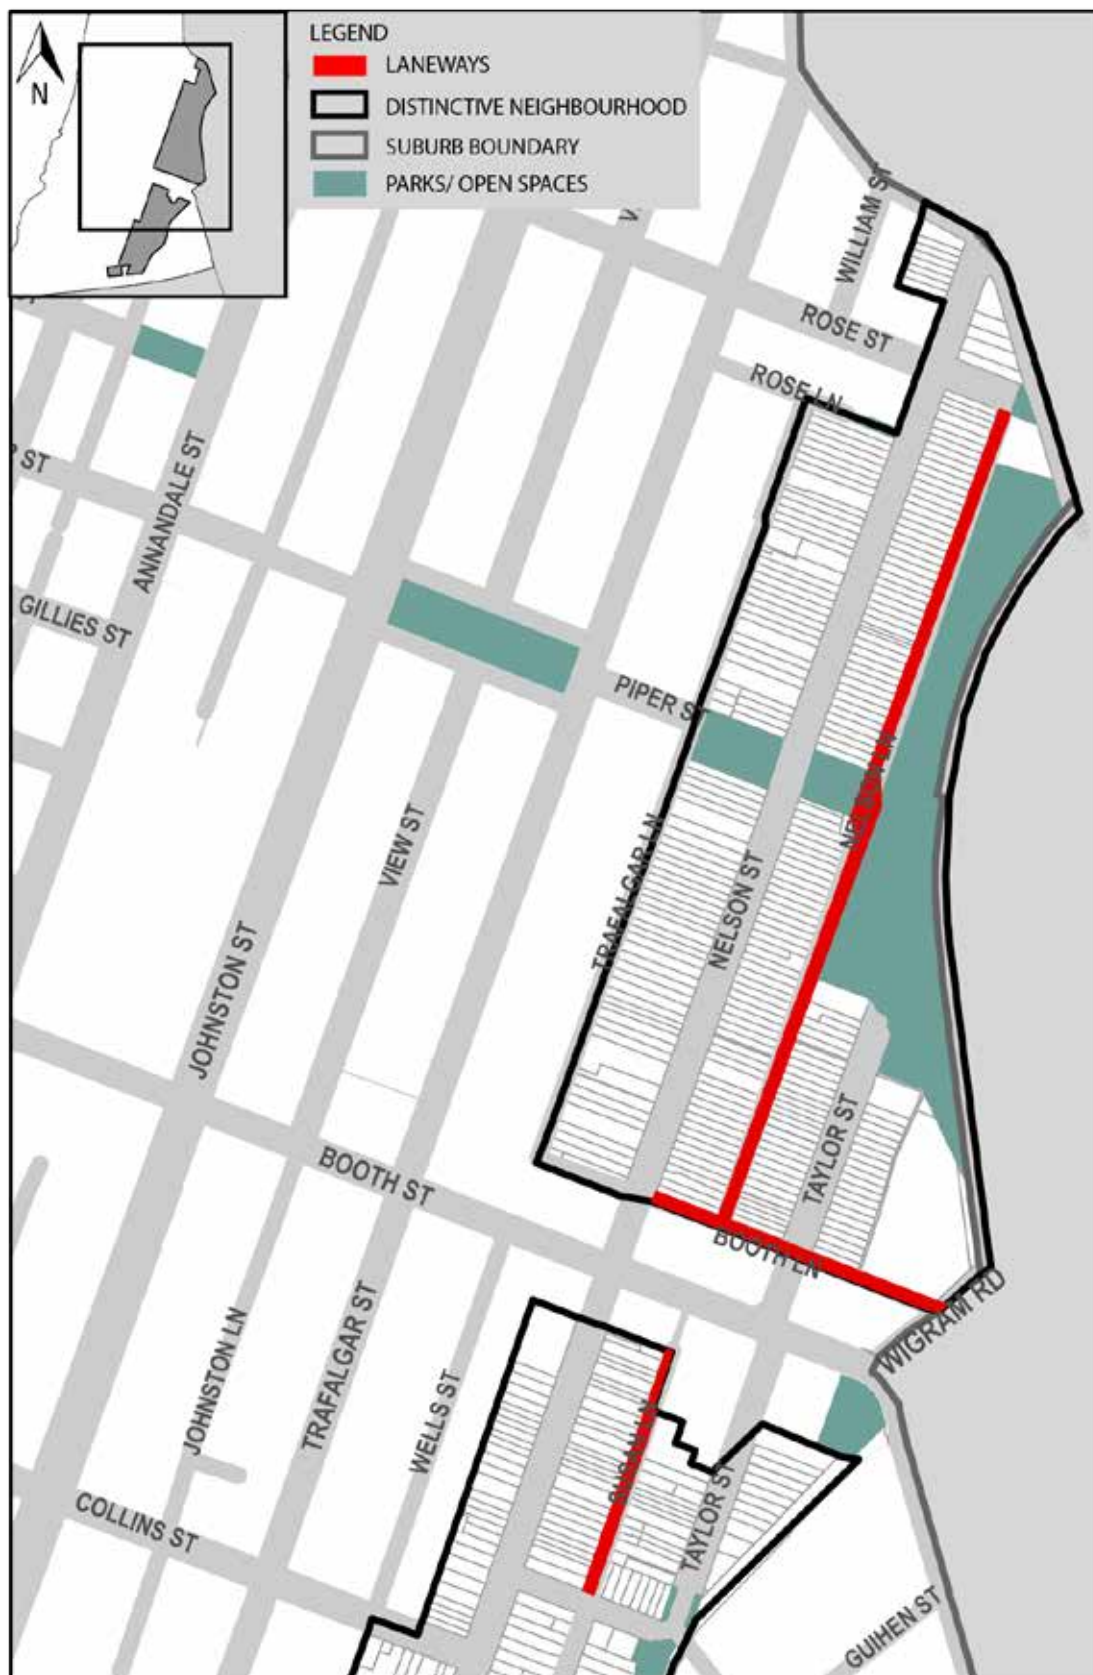 N
LEGEND
LANEWAYS
DISTINCTIVE NEIGHBOURHOOD
SUBURB BOUNDARY
PARKS/ OPEN SPACES
WILLIAM ST
ROSE ST
ROSE LN
ST
ANNANDALE ST
GILLIES ST
PIPER ST
NELSON LN
TRAFALGAR LN
VIEW ST
NELSON ST
JOHNSTON ST
TAYLOR ST
BOOTH ST
BOOTH LN
WIGRAM RD
JOHNSTON LN
TRAFALGAR ST
WELLS ST
SUSAN LN
TAYLOR ST
COLLINS ST
GUIHEN ST